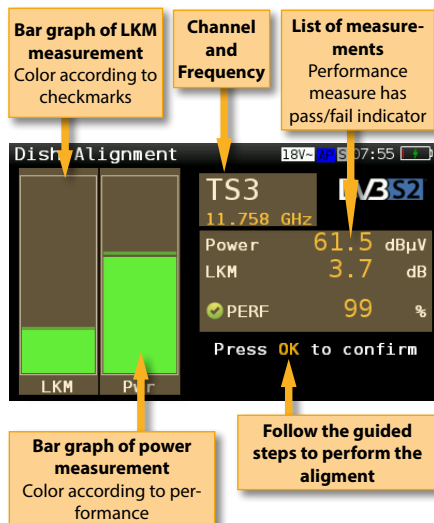 Bar graph of LKM
measurement
Color according to
checkmarks
Channel
and
Frequency
List of measure-
ments
Performance
measure has
pass/fail indicator
Dish Alignment
18V~ S 07:55
TS3
11.758 GHz
DVB S2
Power 61.5 dBµV
LKM 3.7 dB
PERF 99 %
Press OK to confirm
LKM Pwr
Bar graph of power
measurement
Color according to per-
formance
Follow the guided
steps to perform the
aligment